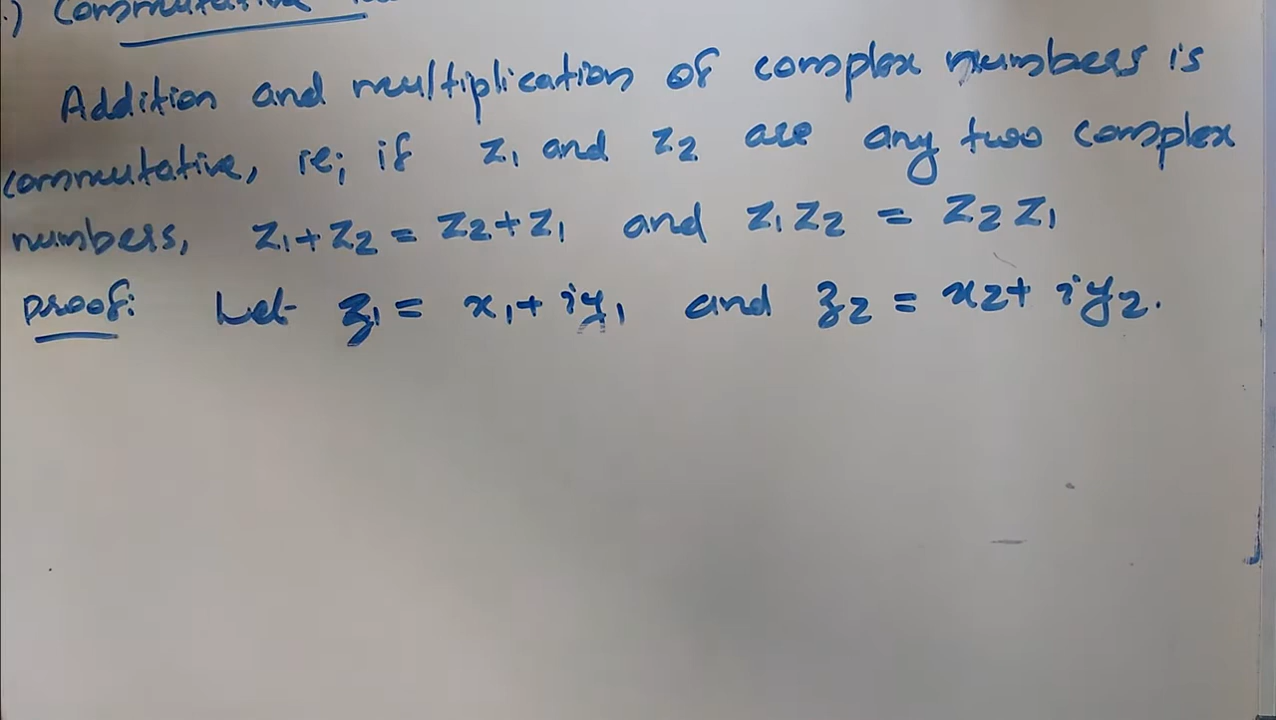 .) Commutative
Addition and multiplication of complex numbers is
commutative, ie; if z₁ and z₂ are any two complex
numbers, z₁+z₂ = z₂+z₁ and z₁z₂ = z₂z₁
proof: Let z₁ = x₁+iy₁ and z₂ = x₂+iy₂.